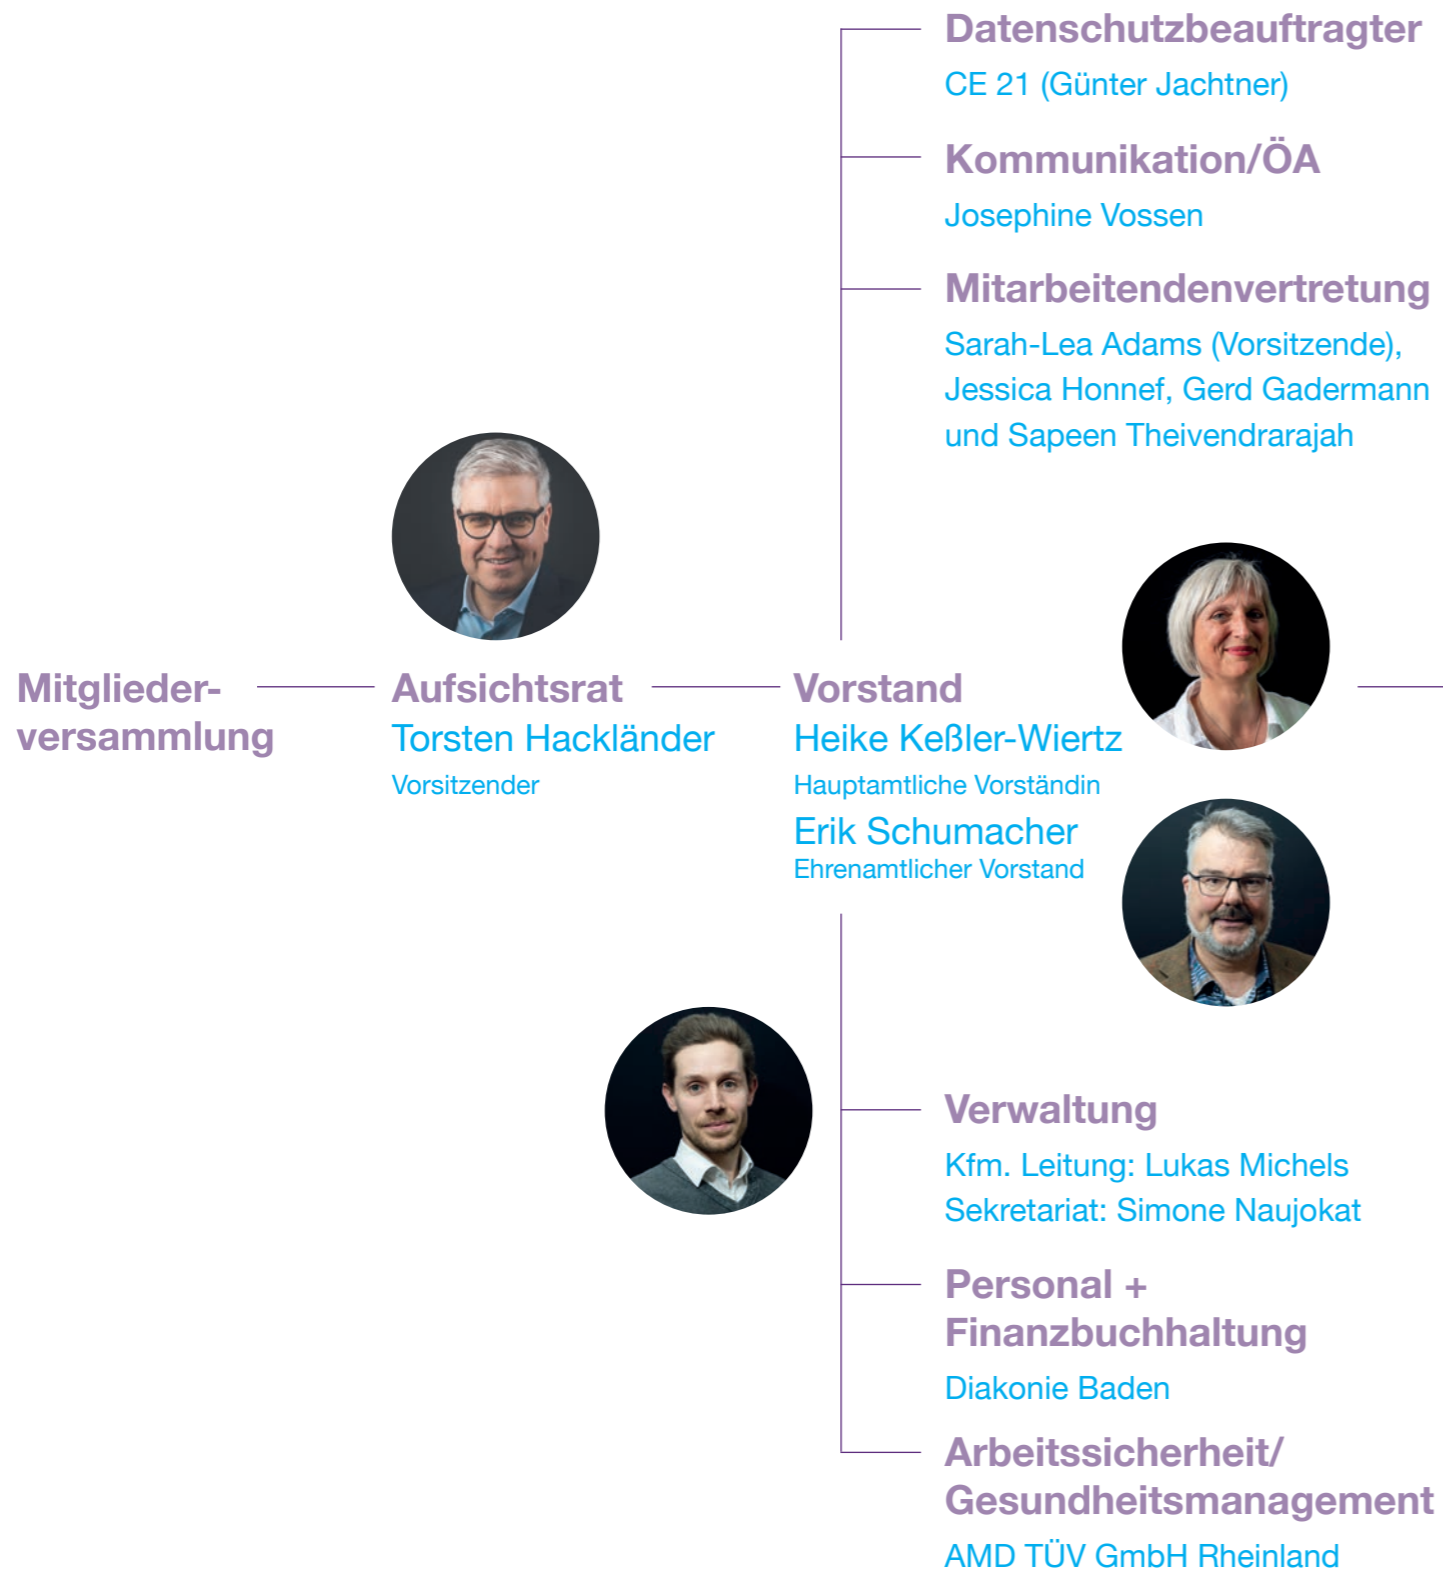 Datenschutzbeauftragter
CE 21 (Günter Jachtner)
Kommunikation/ÖA
Josephine Vossen
Mitarbeitendenvertretung
Sarah-Lea Adams (Vorsitzende),
Jessica Honnef, Gerd Gadermann
und Sapeen Theivendrarajah
Mitglieder-
versammlung
Aufsichtsrat
Torsten Hackländer
Vorsitzender
Vorstand
Heike Keßler-Wiertz
Hauptamtliche Vorständin
Erik Schumacher
Ehrenamtlicher Vorstand
Verwaltung
Kfm. Leitung: Lukas Michels
Sekretariat: Simone Naujokat
Personal +
Finanzbuchhaltung
Diakonie Baden
Arbeitssicherheit/
Gesundheitsmanagement
AMD TÜV GmbH Rheinland